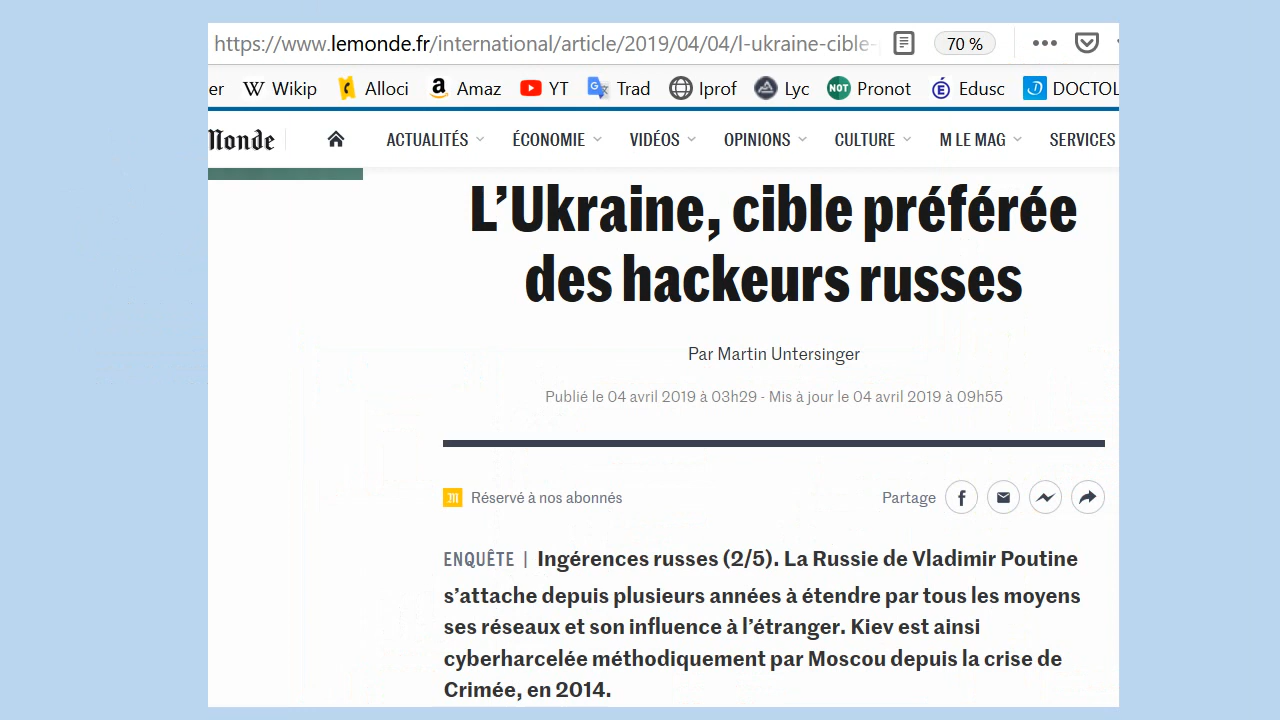 https://www.lemonde.fr/international/article/2019/04/04/l-ukraine-cible- 70 %
er Wikip Alloci Amaz YT Trad Iprof Lyc Pronot Édusc DOCTOL
Monde ACTUALITÉS ÉCONOMIE VIDÉOS OPINIONS CULTURE M LE MAG SERVICES
L’Ukraine, cible préférée
des hackeurs russes
Par Martin Untersinger
Publié le 04 avril 2019 à 03h29 - Mis à jour le 04 avril 2019 à 09h55
Réservé à nos abonnés Partage
ENQUÊTE | Ingérences russes (2/5). La Russie de Vladimir Poutine
s’attache depuis plusieurs années à étendre par tous les moyens
ses réseaux et son influence à l’étranger. Kiev est ainsi
cyberharcelée méthodiquement par Moscou depuis la crise de
Crimée, en 2014.